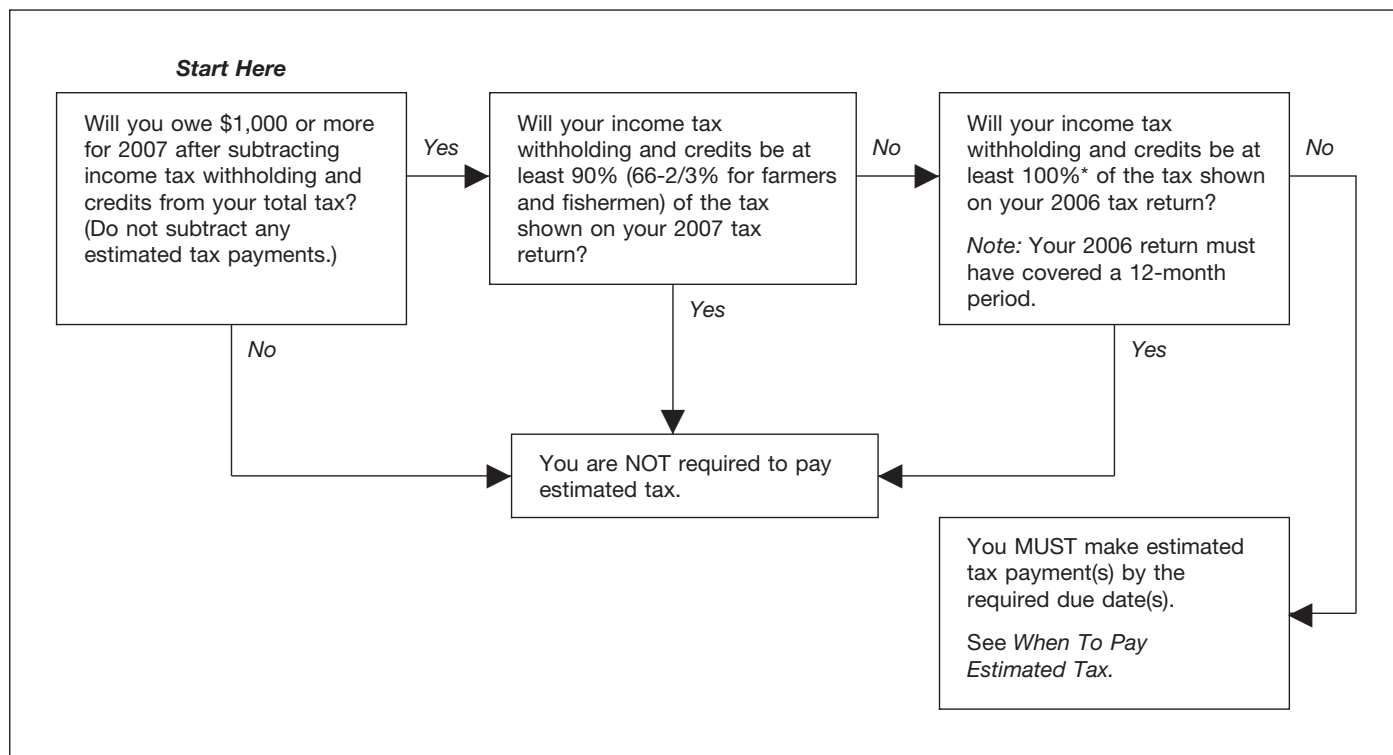 Start Here
Will you owe $1,000 or more
for 2007 after subtracting
income tax withholding and
credits from your total tax?
(Do not subtract any
estimated tax payments.)
Yes
Will your income tax
withholding and credits be at
least 90% (66-2/3% for farmers
and fishermen) of the tax
shown on your 2007 tax
return?
No
Will your income tax
withholding and credits be at
least 100%* of the tax shown
on your 2006 tax return?
Note: Your 2006 return must
have covered a 12-month
period.
No
No
Yes
Yes
You are NOT required to pay
estimated tax.
You MUST make estimated
tax payment(s) by the
required due date(s).
See When To Pay
Estimated Tax.